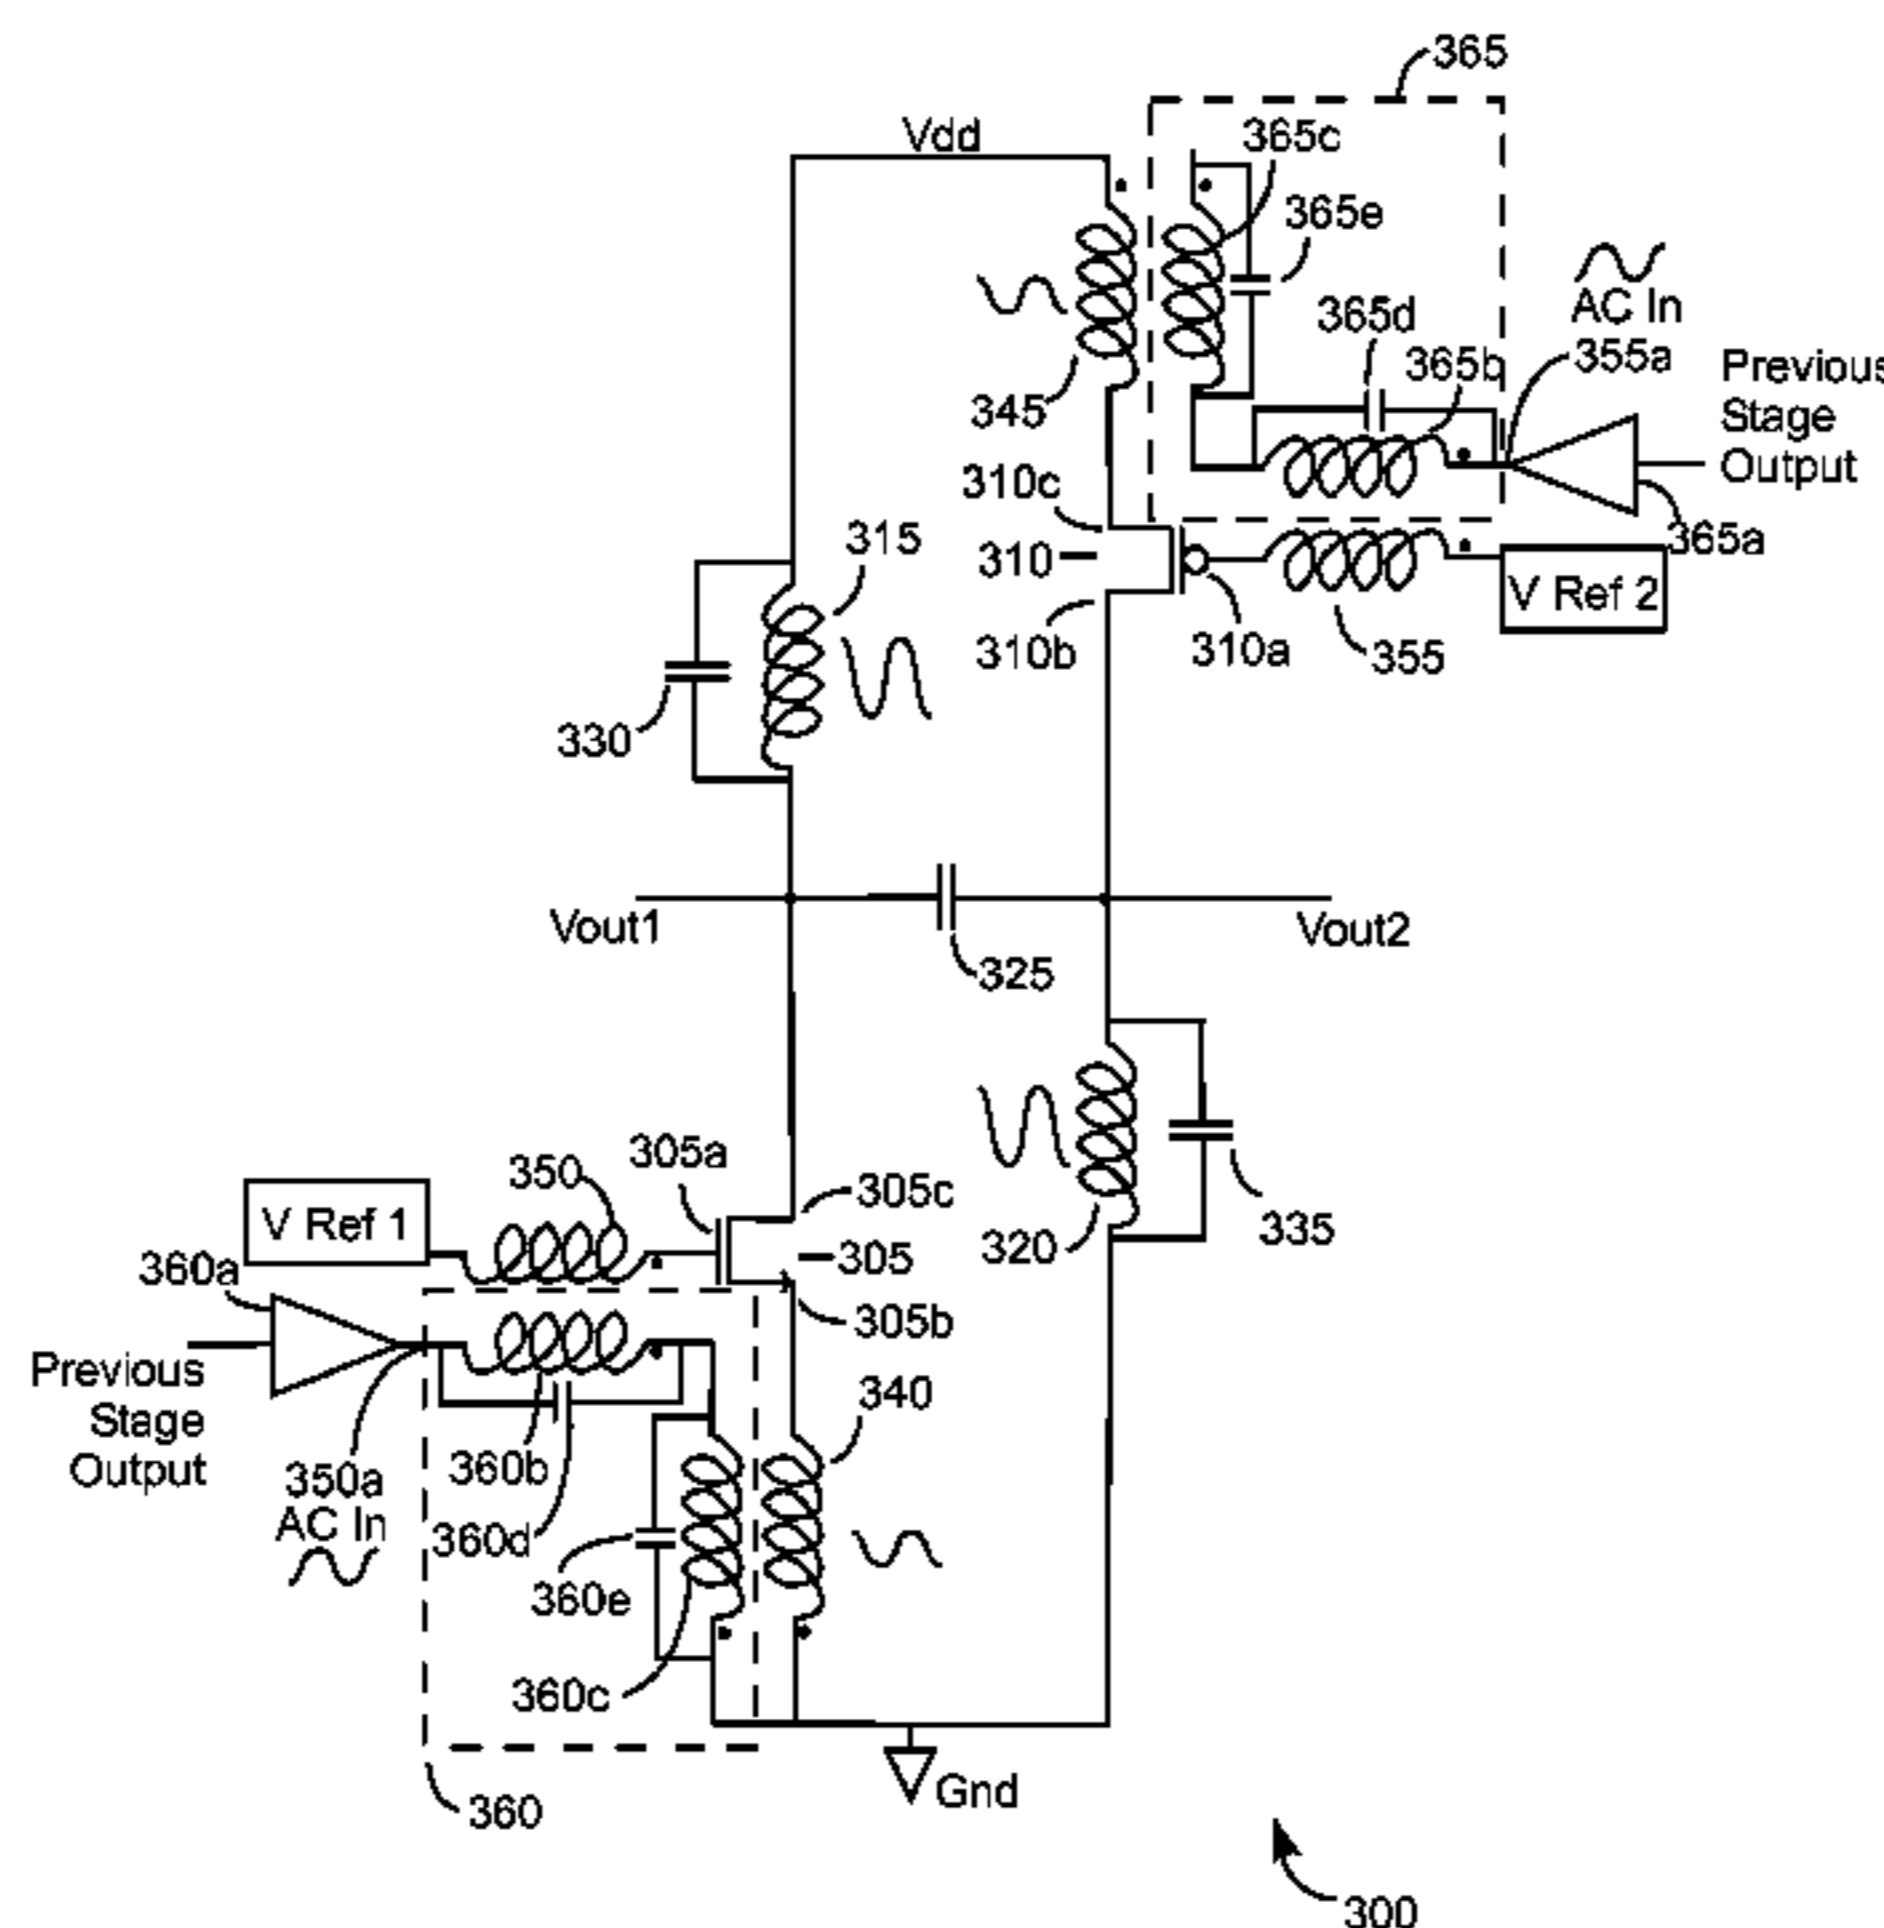 365
Vdd
365c
365e
AC In
365d
365b
355a
Previous
Stage
Output
345
310c
365a
315
310
V Ref 2
310b
310a
355
330
Vout1
Vout2
325
305a
350
305c
V Ref 1
335
320
305
360a
305b
Previous
Stage
Output
340
350a
360b
AC In
360d
360e
360c
Gnd
360
300